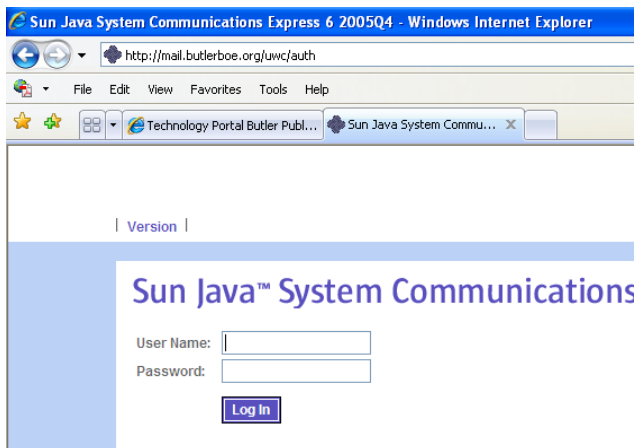 Sun Java System Communications Express 6 2005Q4 - Windows Internet Explorer
http://mail.butlerboe.org/uwc/auth
File Edit View Favorites Tools Help
Technology Portal Butler Publ... Sun Java System Commu... X
| Version |
Sun Java™ System Communications
User Name:
Password:
Log In